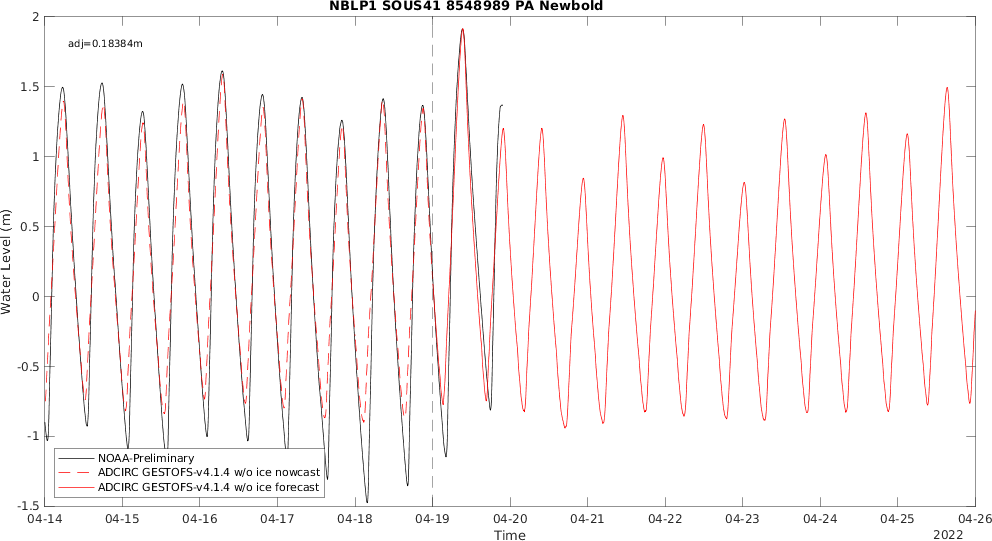 NBLP1 SOUS41 8548989 PA Newbold
adj=0.18384m
Water Level (m)
2
1.5
1
0.5
0
-0.5
-1
-1.5
NOAA-Preliminary
ADCIRC GESTOFS-v4.1.4 w/o ice nowcast
ADCIRC GESTOFS-v4.1.4 w/o ice forecast
04-14 04-15 04-16 04-17 04-18 04-19 04-20 04-21 04-22 04-23 04-24 04-25 04-26
Time
2022